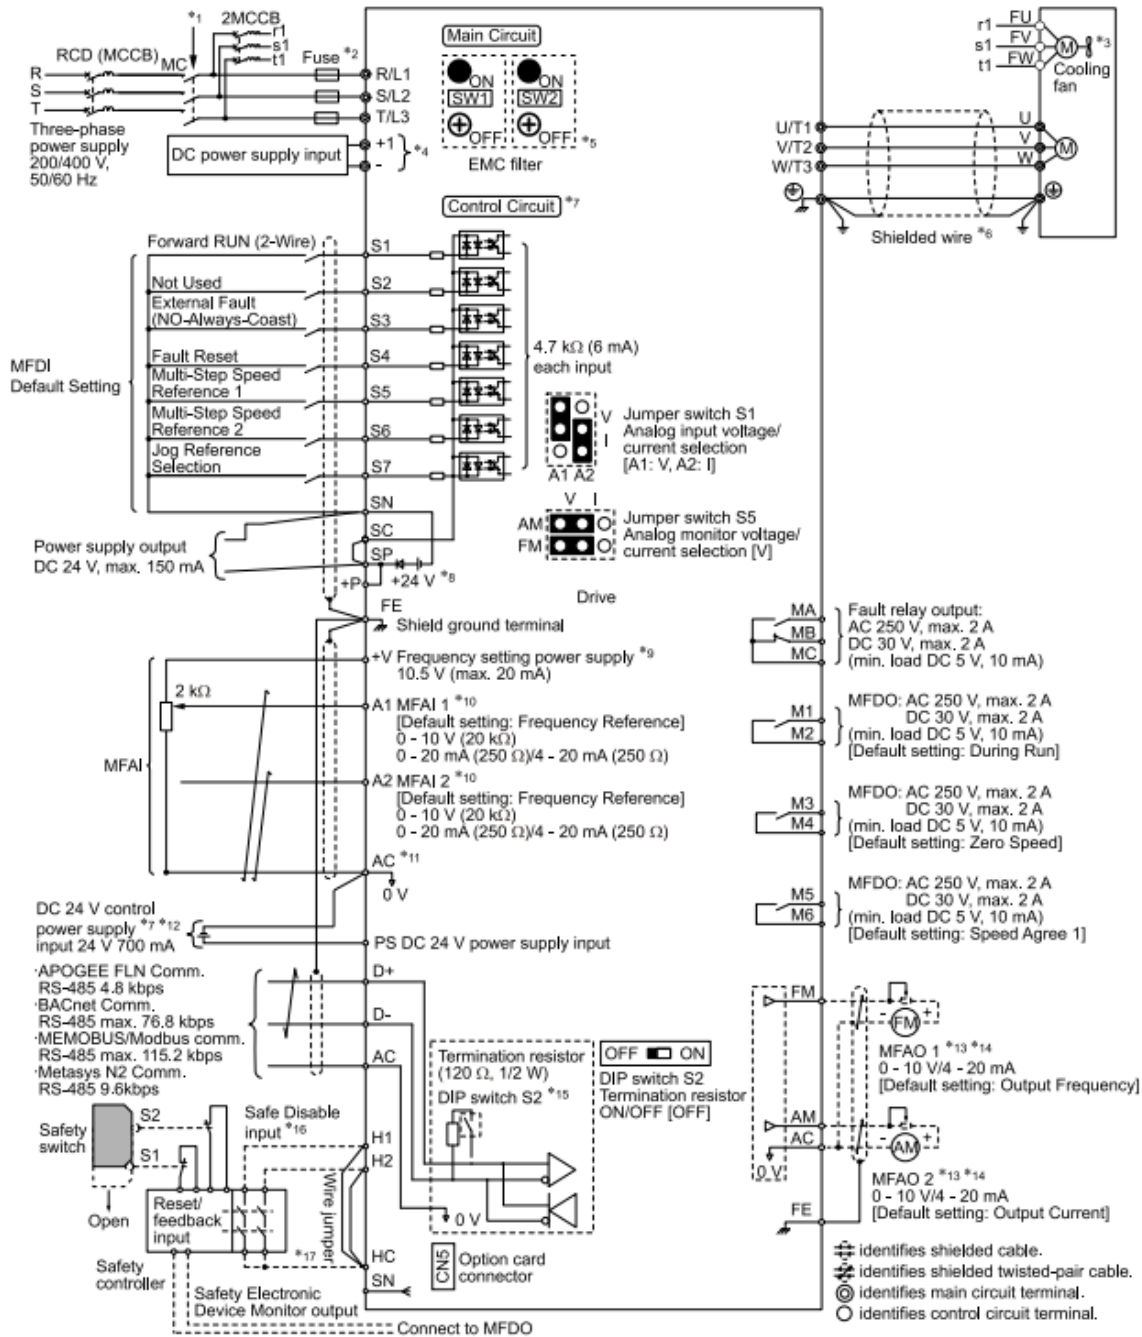 *1
2MCCB
r1
s1
t1
RCD (MCCB)
MC
Fuse *2
R
S
T
R/L1
S/L2
T/L3
Three-phase
power supply
200/400 V,
50/60 Hz
DC power supply input
+1
-
*4
Main Circuit
ON
SW1
OFF
ON
SW2
OFF
*5
EMC filter
r1
s1
t1
FU
FV
FW
M
*3
Cooling
fan
U/T1
V/T2
W/T3
U
V
W
M
Shielded wire *6
Control Circuit *7
MFDI
Default Setting
Forward RUN (2-Wire)
S1
Not Used
S2
External Fault
(NO-Always-Coast)
S3
Fault Reset
S4
Multi-Step Speed
Reference 1
S5
Multi-Step Speed
Reference 2
S6
Jog Reference
Selection
S7
4.7 kΩ (6 mA)
each input
V
I
A1 A2
Jumper switch S1
Analog input voltage/
current selection
[A1: V, A2: I]
V I
AM
FM
Jumper switch S5
Analog monitor voltage/
current selection [V]
SN
SC
SP
+P
+24 V *8
Power supply output
DC 24 V, max. 150 mA
Drive
FE
Shield ground terminal
MFAI
2 kΩ
+V Frequency setting power supply *9
10.5 V (max. 20 mA)
A1 MFAI 1 *10
[Default setting: Frequency Reference]
0 - 10 V (20 kΩ)
0 - 20 mA (250 Ω)/4 - 20 mA (250 Ω)
A2 MFAI 2 *10
[Default setting: Frequency Reference]
0 - 10 V (20 kΩ)
0 - 20 mA (250 Ω)/4 - 20 mA (250 Ω)
AC *11
0 V
MA
MB
MC
Fault relay output:
AC 250 V, max. 2 A
DC 30 V, max. 2 A
(min. load DC 5 V, 10 mA)
M1
M2
MFDO: AC 250 V, max. 2 A
DC 30 V, max. 2 A
(min. load DC 5 V, 10 mA)
[Default setting: During Run]
M3
M4
MFDO: AC 250 V, max. 2 A
DC 30 V, max. 2 A
(min. load DC 5 V, 10 mA)
[Default setting: Zero Speed]
M5
M6
MFDO: AC 250 V, max. 2 A
DC 30 V, max. 2 A
(min. load DC 5 V, 10 mA)
[Default setting: Speed Agree 1]
DC 24 V control
power supply *7 *12
input 24 V 700 mA
PS DC 24 V power supply input
·APOGEE FLN Comm.
RS-485 4.8 kbps
·BACnet Comm.
RS-485 max. 76.8 kbps
·MEMOBUS/Modbus comm.
RS-485 max. 115.2 kbps
·Metasys N2 Comm.
RS-485 9.6kbps
D+
D-
AC
Termination resistor
(120 Ω, 1/2 W)
DIP switch S2 *15
0 V
OFF ON
DIP switch S2
Termination resistor
ON/OFF [OFF]
FM
- +
FM
MFAO 1 *13 *14
0 - 10 V/4 - 20 mA
[Default setting: Output Frequency]
AM
AC
0 V
- +
AM
MFAO 2 *13 *14
0 - 10 V/4 - 20 mA
[Default setting: Output Current]
FE
Safety
switch
S2
S1
Open
Safe Disable
input *16
H1
H2
Wire jumper
HC
SN
Reset/
feedback
input
*17
Safety
controller
Safety Electronic
Device Monitor output
Connect to MFDO
CN5
Option card
connector
identifies shielded cable.
identifies shielded twisted-pair cable.
identifies main circuit terminal.
identifies control circuit terminal.